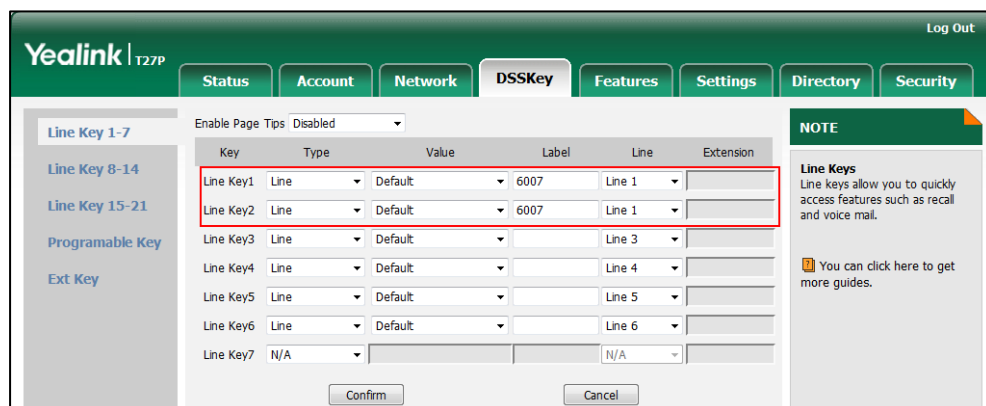 Log Out
Yealink T27P
Status Account Network DSSKey Features Settings Directory Security
Line Key 1-7
Line Key 8-14
Line Key 15-21
Programable Key
Ext Key
Enable Page Tips Disabled
Key Type Value Label Line Extension
Line Key1 Line Default 6007 Line 1
Line Key2 Line Default 6007 Line 1
Line Key3 Line Default Line 3
Line Key4 Line Default Line 4
Line Key5 Line Default Line 5
Line Key6 Line Default Line 6
Line Key7 N/A N/A
Confirm Cancel
NOTE
Line Keys
Line keys allow you to quickly
access features such as recall
and voice mail.
You can click here to get
more guides.